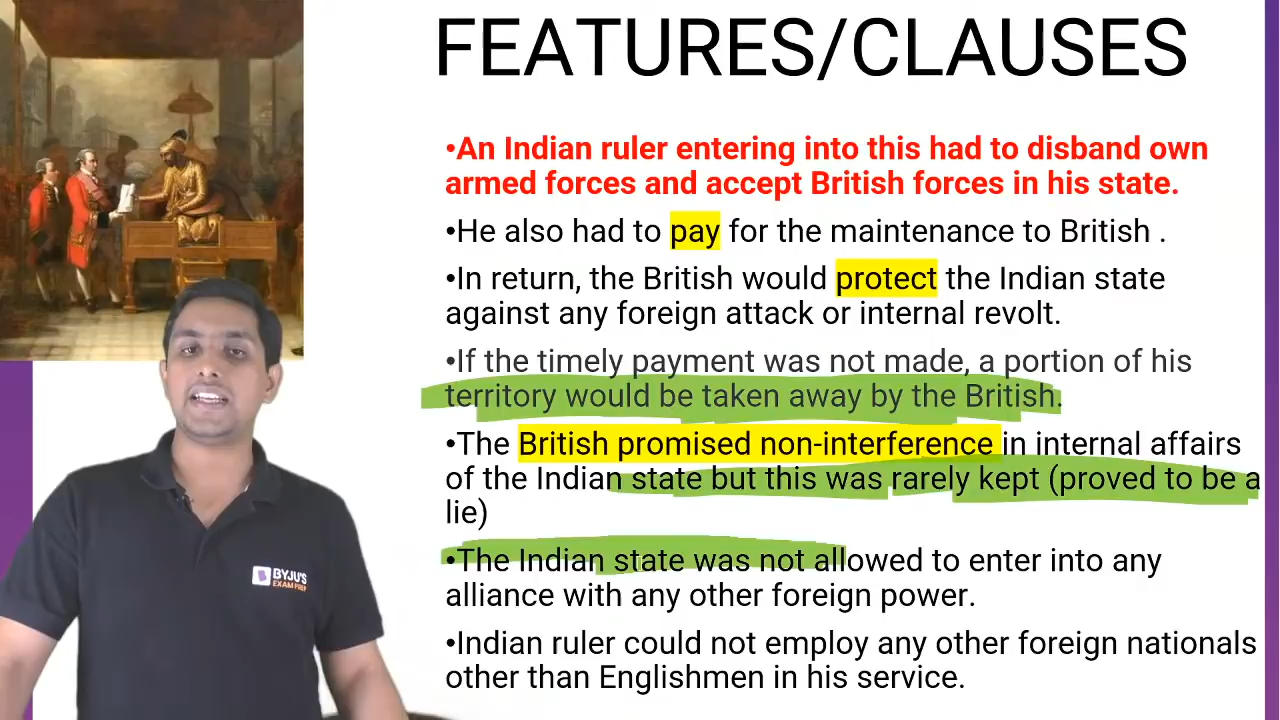 FEATURES/CLAUSES
•An Indian ruler entering into this had to disband own
armed forces and accept British forces in his state.
•He also had to pay for the maintenance to British .
•In return, the British would protect the Indian state
against any foreign attack or internal revolt.
•If the timely payment was not made, a portion of his
territory would be taken away by the British.
•The British promised non-interference in internal affairs
of the Indian state but this was rarely kept (proved to be a
lie)
•The Indian state was not allowed to enter into any
alliance with any other foreign power.
•Indian ruler could not employ any other foreign nationals
other than Englishmen in his service.
BYJU'S
EXAM PREP